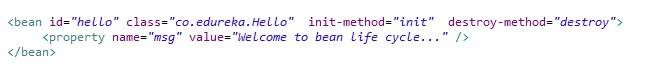 <bean id="hello" class="co.edureka.Hello"  init-method="init"  destroy-method="destroy">
     <property name="msg" value="Welcome to bean life cycle..." />
</bean>